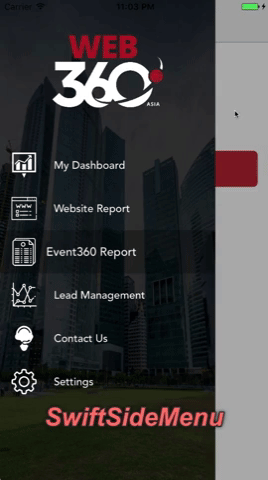 Carrier 11:03 PM
WEB
360
ASIA
My Dashboard
Website Report
Event360 Report
Lead Management
Contact Us
Settings
SwiftSideMenu